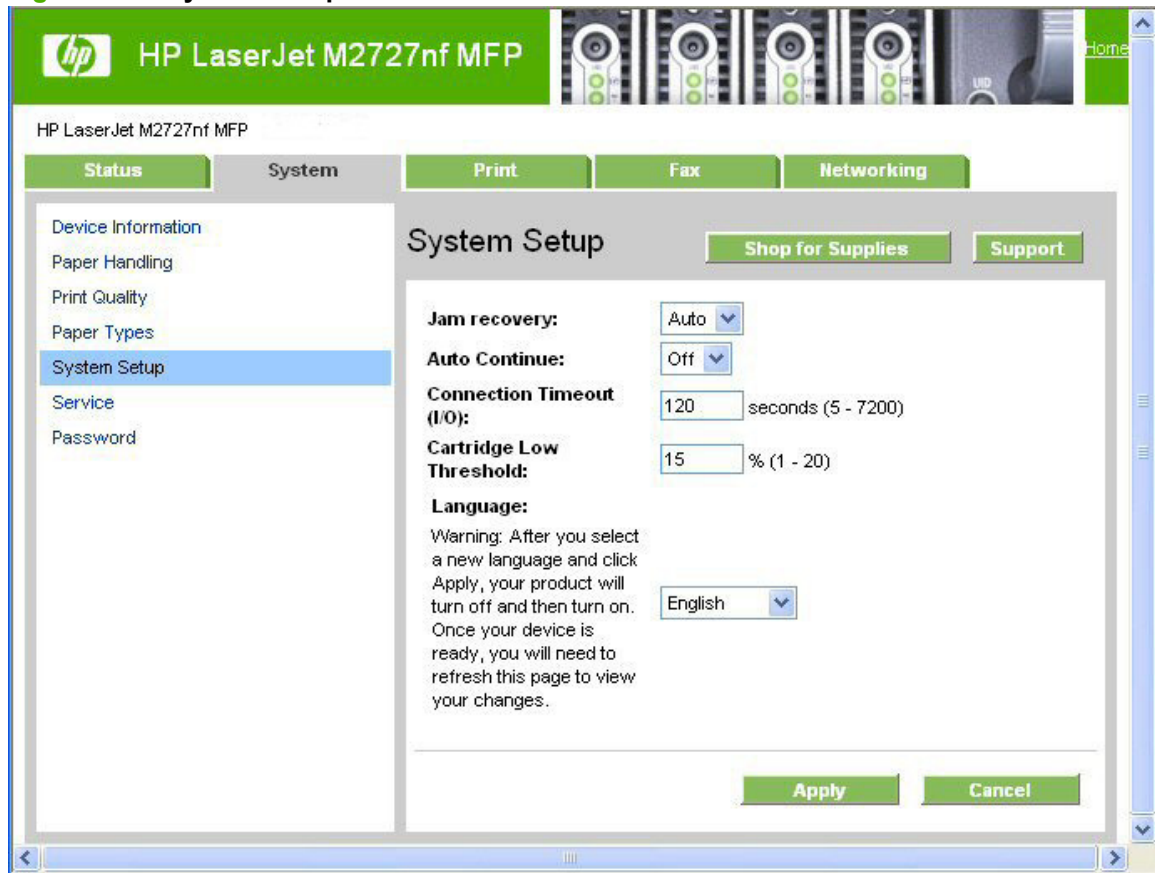 hp HP LaserJet M2727nf MFP
UID
Home
HP LaserJet M2727nf MFP
Status System Print Fax Networking
Device Information
Paper Handling
Print Quality
Paper Types
System Setup
Service
Password
System Setup
Shop for Supplies Support
Jam recovery: Auto
Auto Continue: Off
Connection Timeout
(I/O): 120 seconds (5 - 7200)
Cartridge Low
Threshold: 15 % (1 - 20)
Language:
Warning: After you select
a new language and click
Apply, your product will
turn off and then turn on.
Once your device is
ready, you will need to
refresh this page to view
your changes.
English
Apply Cancel